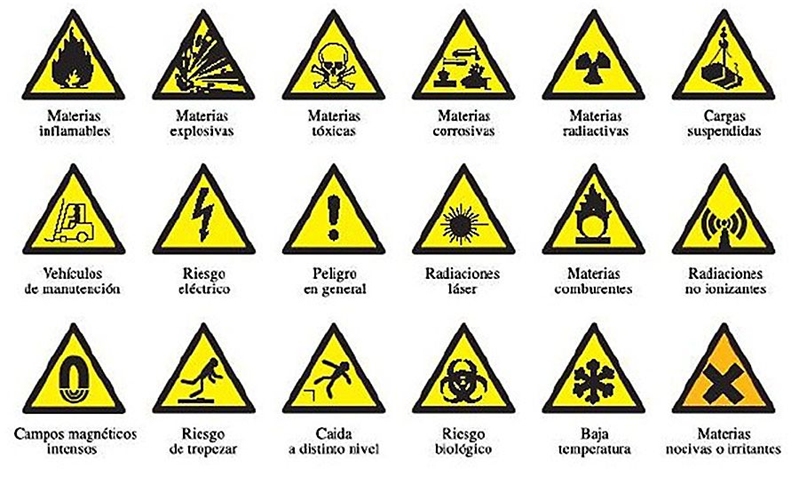 Materias
inflamables
Materias
explosivas
Materias
tóxicas
Materias
corrosivas
Materias
radiactivas
Cargas
suspendidas
Vehículos
de manutención
Riesgo
eléctrico
Peligro
en general
Radiaciones
láser
Materias
comburentes
Radiaciones
no ionizantes
Campos magnéticos
intensos
Riesgo
de tropezar
Caida
a distinto nivel
Riesgo
biológico
Baja
temperatura
Materias
nocivas o irritantes